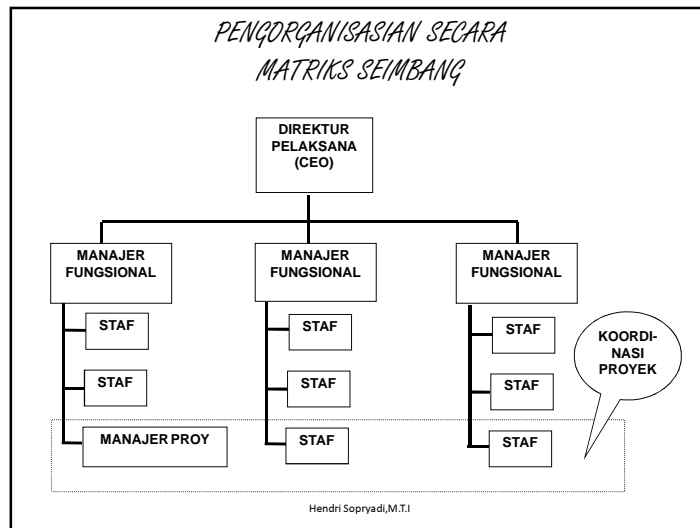 PENGORGANISASIAN SECARA
MATRIKS SEIMBANG
DIREKTUR
PELAKSANA
(CEO)
MANAJER
FUNGSIONAL
MANAJER
FUNGSIONAL
MANAJER
FUNGSIONAL
STAF
STAF
STAF
KOORDI-
NASI
PROYEK
STAF
STAF
STAF
MANAJER PROY
STAF
STAF
Hendri Sopryadi,M.T.I